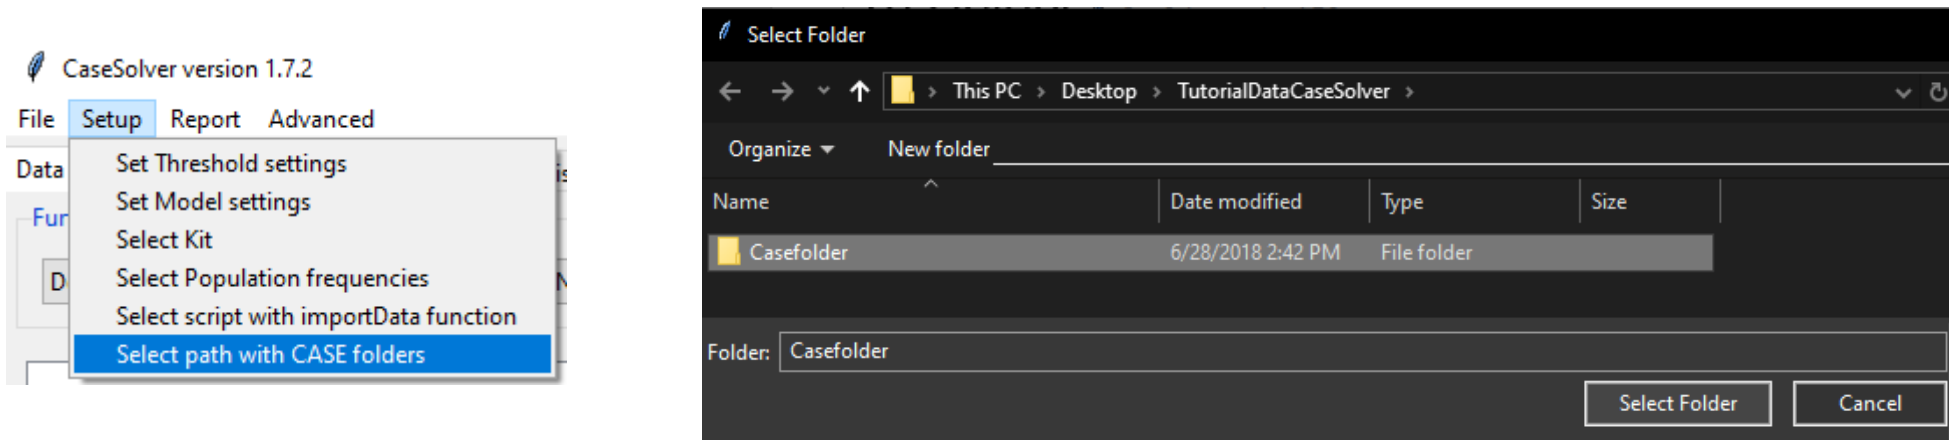 CaseSolver version 1.7.2
File Setup Report Advanced
Data
Set Threshold settings
Set Model settings
Select Kit
Select Population frequencies
Select script with importData function
Select path with CASE folders
Select Folder
This PC > Desktop > TutorialDataCaseSolver >
Organize New folder
Name Date modified Type Size
Casefolder 6/28/2018 2:42 PM File folder
Folder: Casefolder
Select Folder Cancel